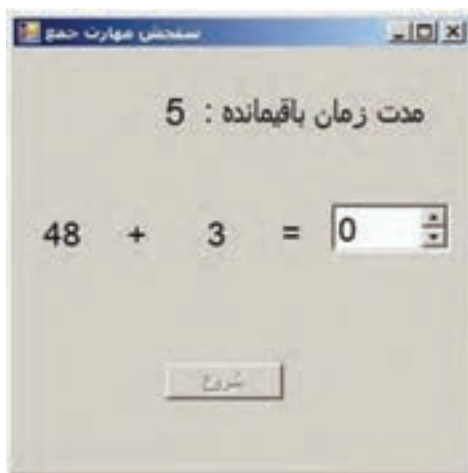 سنجش مهارت جمع
مدت زمان باقیمانده : 5
48 + 3 = 0
شروع